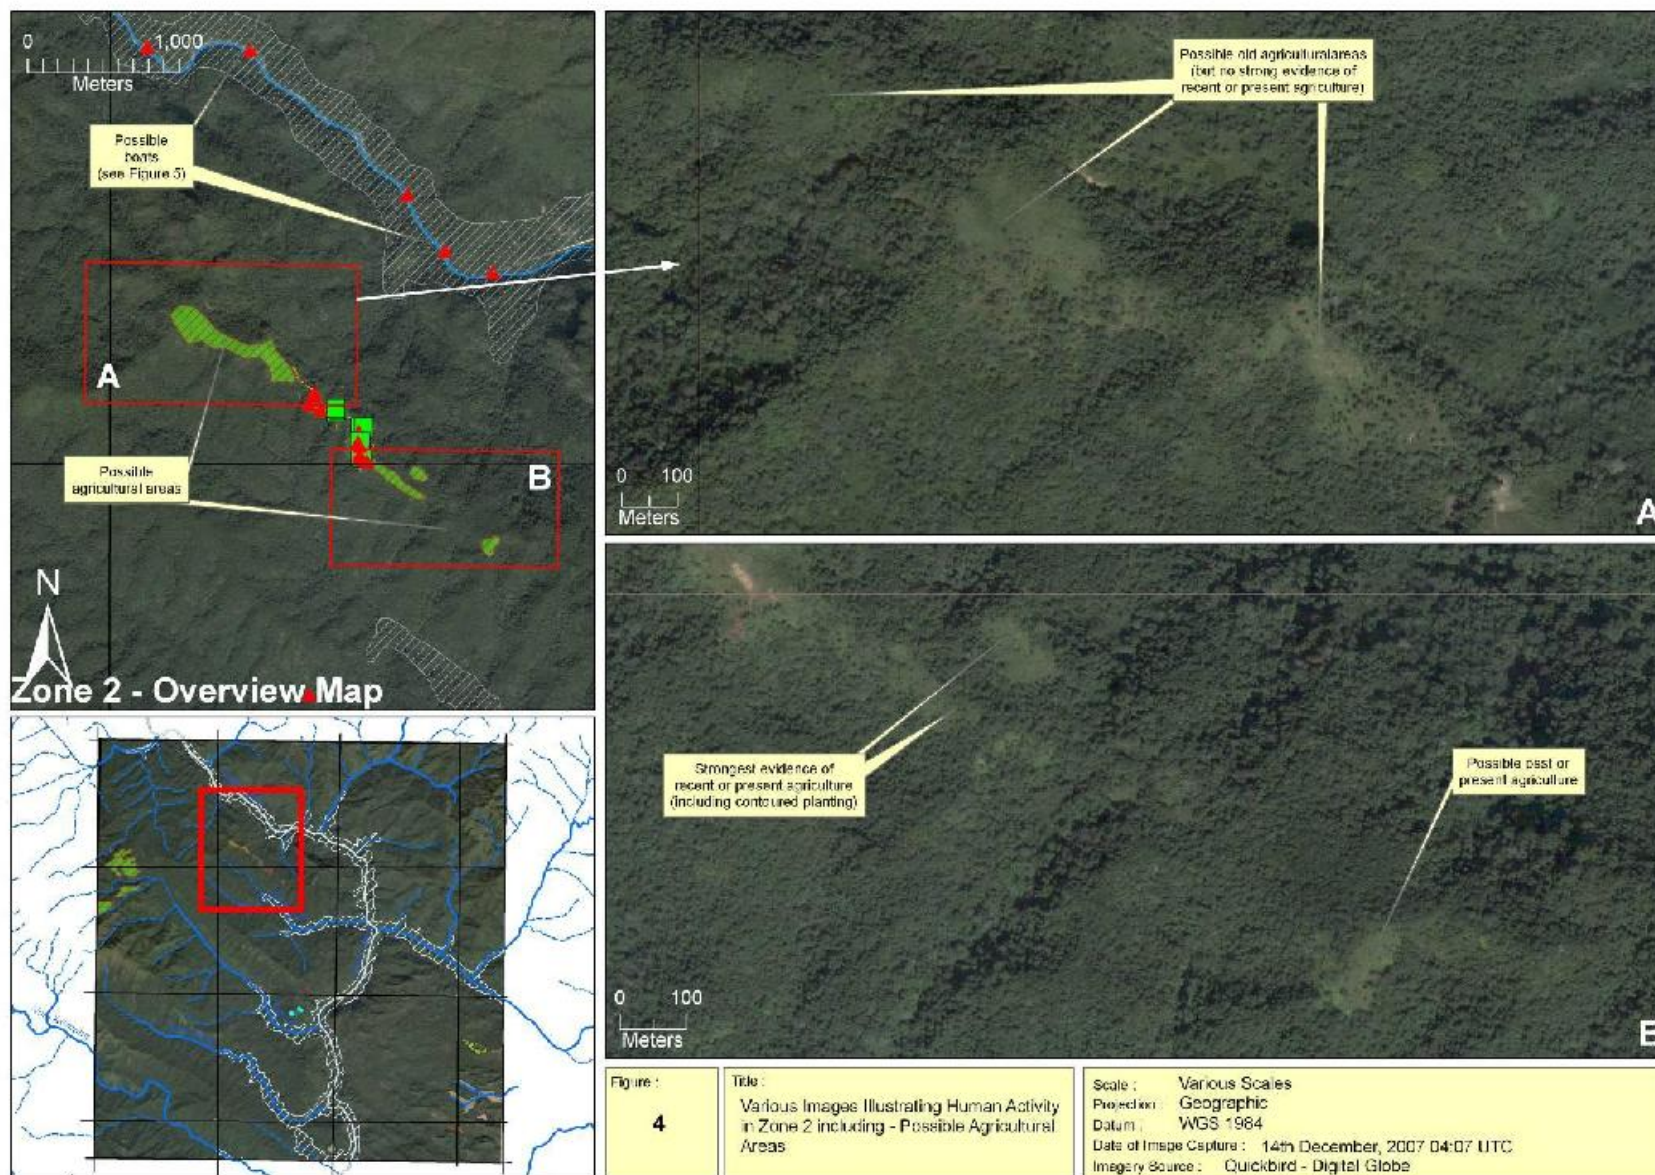 0 1,000
Meters
Possible
boats
(see Figure 5)
A
Possible
agricultural areas
B
N
Zone 2 - Overview Map
Possible old agriculturalareas
(but no strong evidence of
recent or present agriculture)
0 100
Meters
A
Strongest evidence of
recent or present agriculture
(including contoured planting)
Possible past or
present agriculture
0 100
Meters
B
Figure :
4
Title :
Various Images Illustrating Human Activity
in Zone 2 including - Possible Agricultural
Areas
Scale : Various Scales
Projection : Geographic
Datum : WGS 1984
Date of Image Capture : 14th December, 2007 04:07 UTC
Imagery Source : Quickbird - Digital Globe